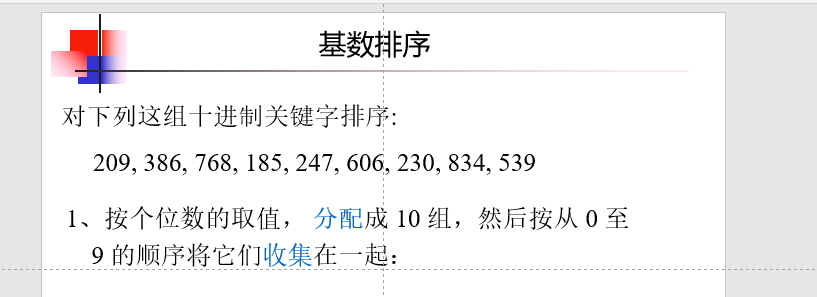 基数排序
对下列这组十进制关键字排序:
209, 386, 768, 185, 247, 606, 230, 834, 539
1、按个位数的取值， 分配成 10 组，然后按从 0 至
9 的顺序将它们收集在一起：